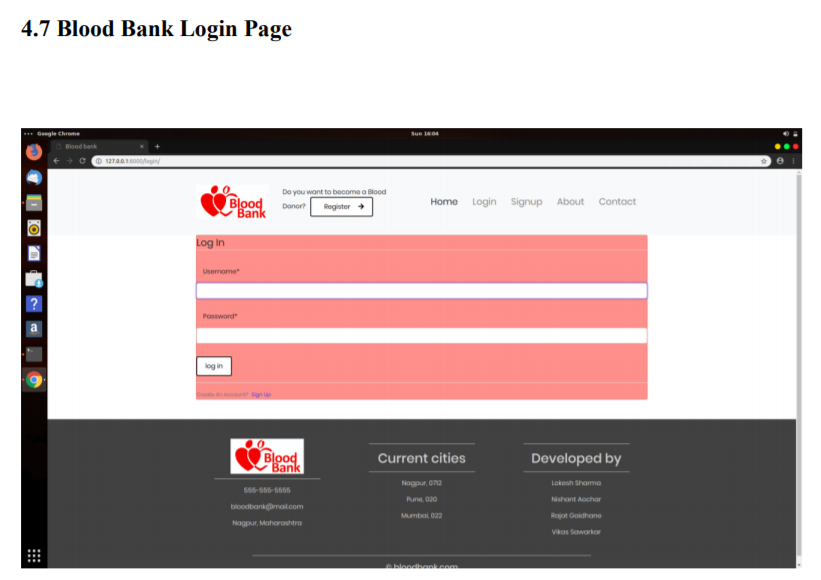 4.7 Blood Bank Login Page
Google Chrome
Sun 16:04
Blood bank
127.0.0.1:8000/login/
Blood
Bank
Do you want to become a Blood
Donor?
Register →
Home Login Signup About Contact
Log In
Username*
Password*
log in
Create An Account? Sign Up
Blood
Bank
555-555-5555
bloodbank@mail.com
Nagpur, Maharashtra
Current cities
Nagpur, 0712
Pune, 020
Mumbai, 022
Developed by
Lokesh Sharma
Nishant Aochar
Rajat Gaidhane
Vikas Sawarkar
© bloodbank.com